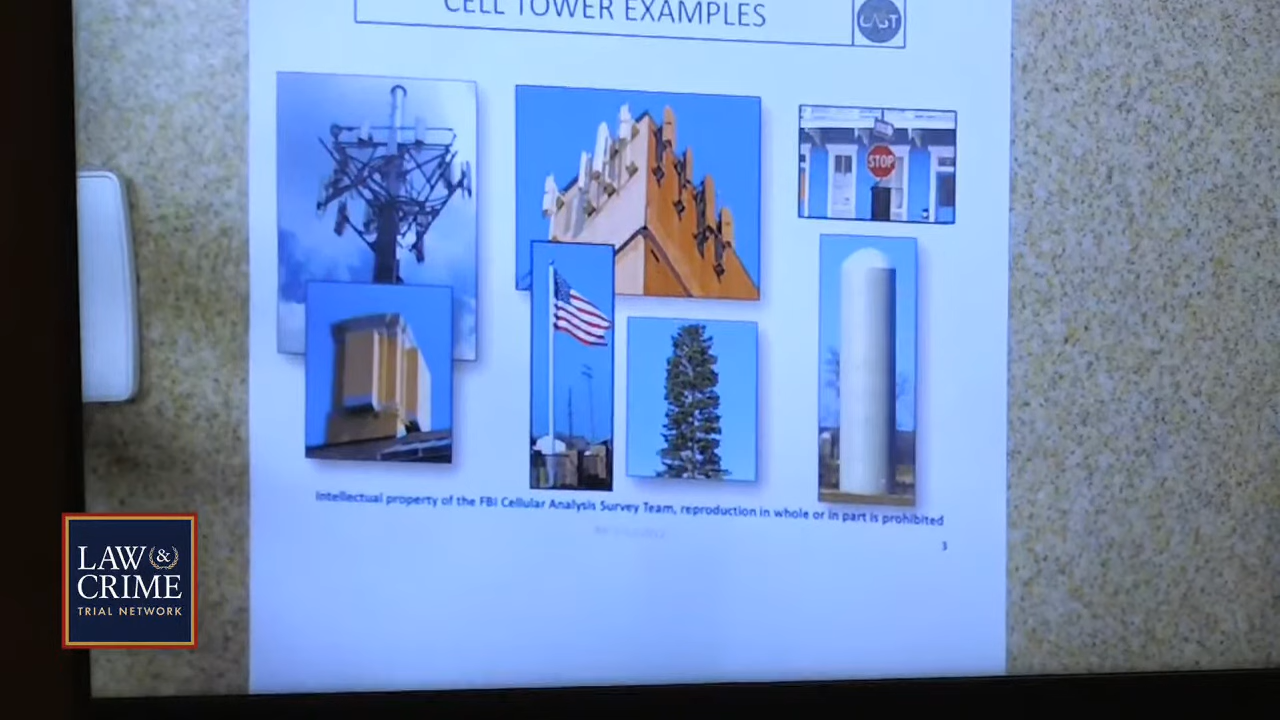 CELL TOWER EXAMPLES
CAST
STOP
Intellectual property of the FBI Cellular Analysis Survey Team, reproduction in whole or in part is prohibited
3
LAW &
CRIME
TRIAL NETWORK